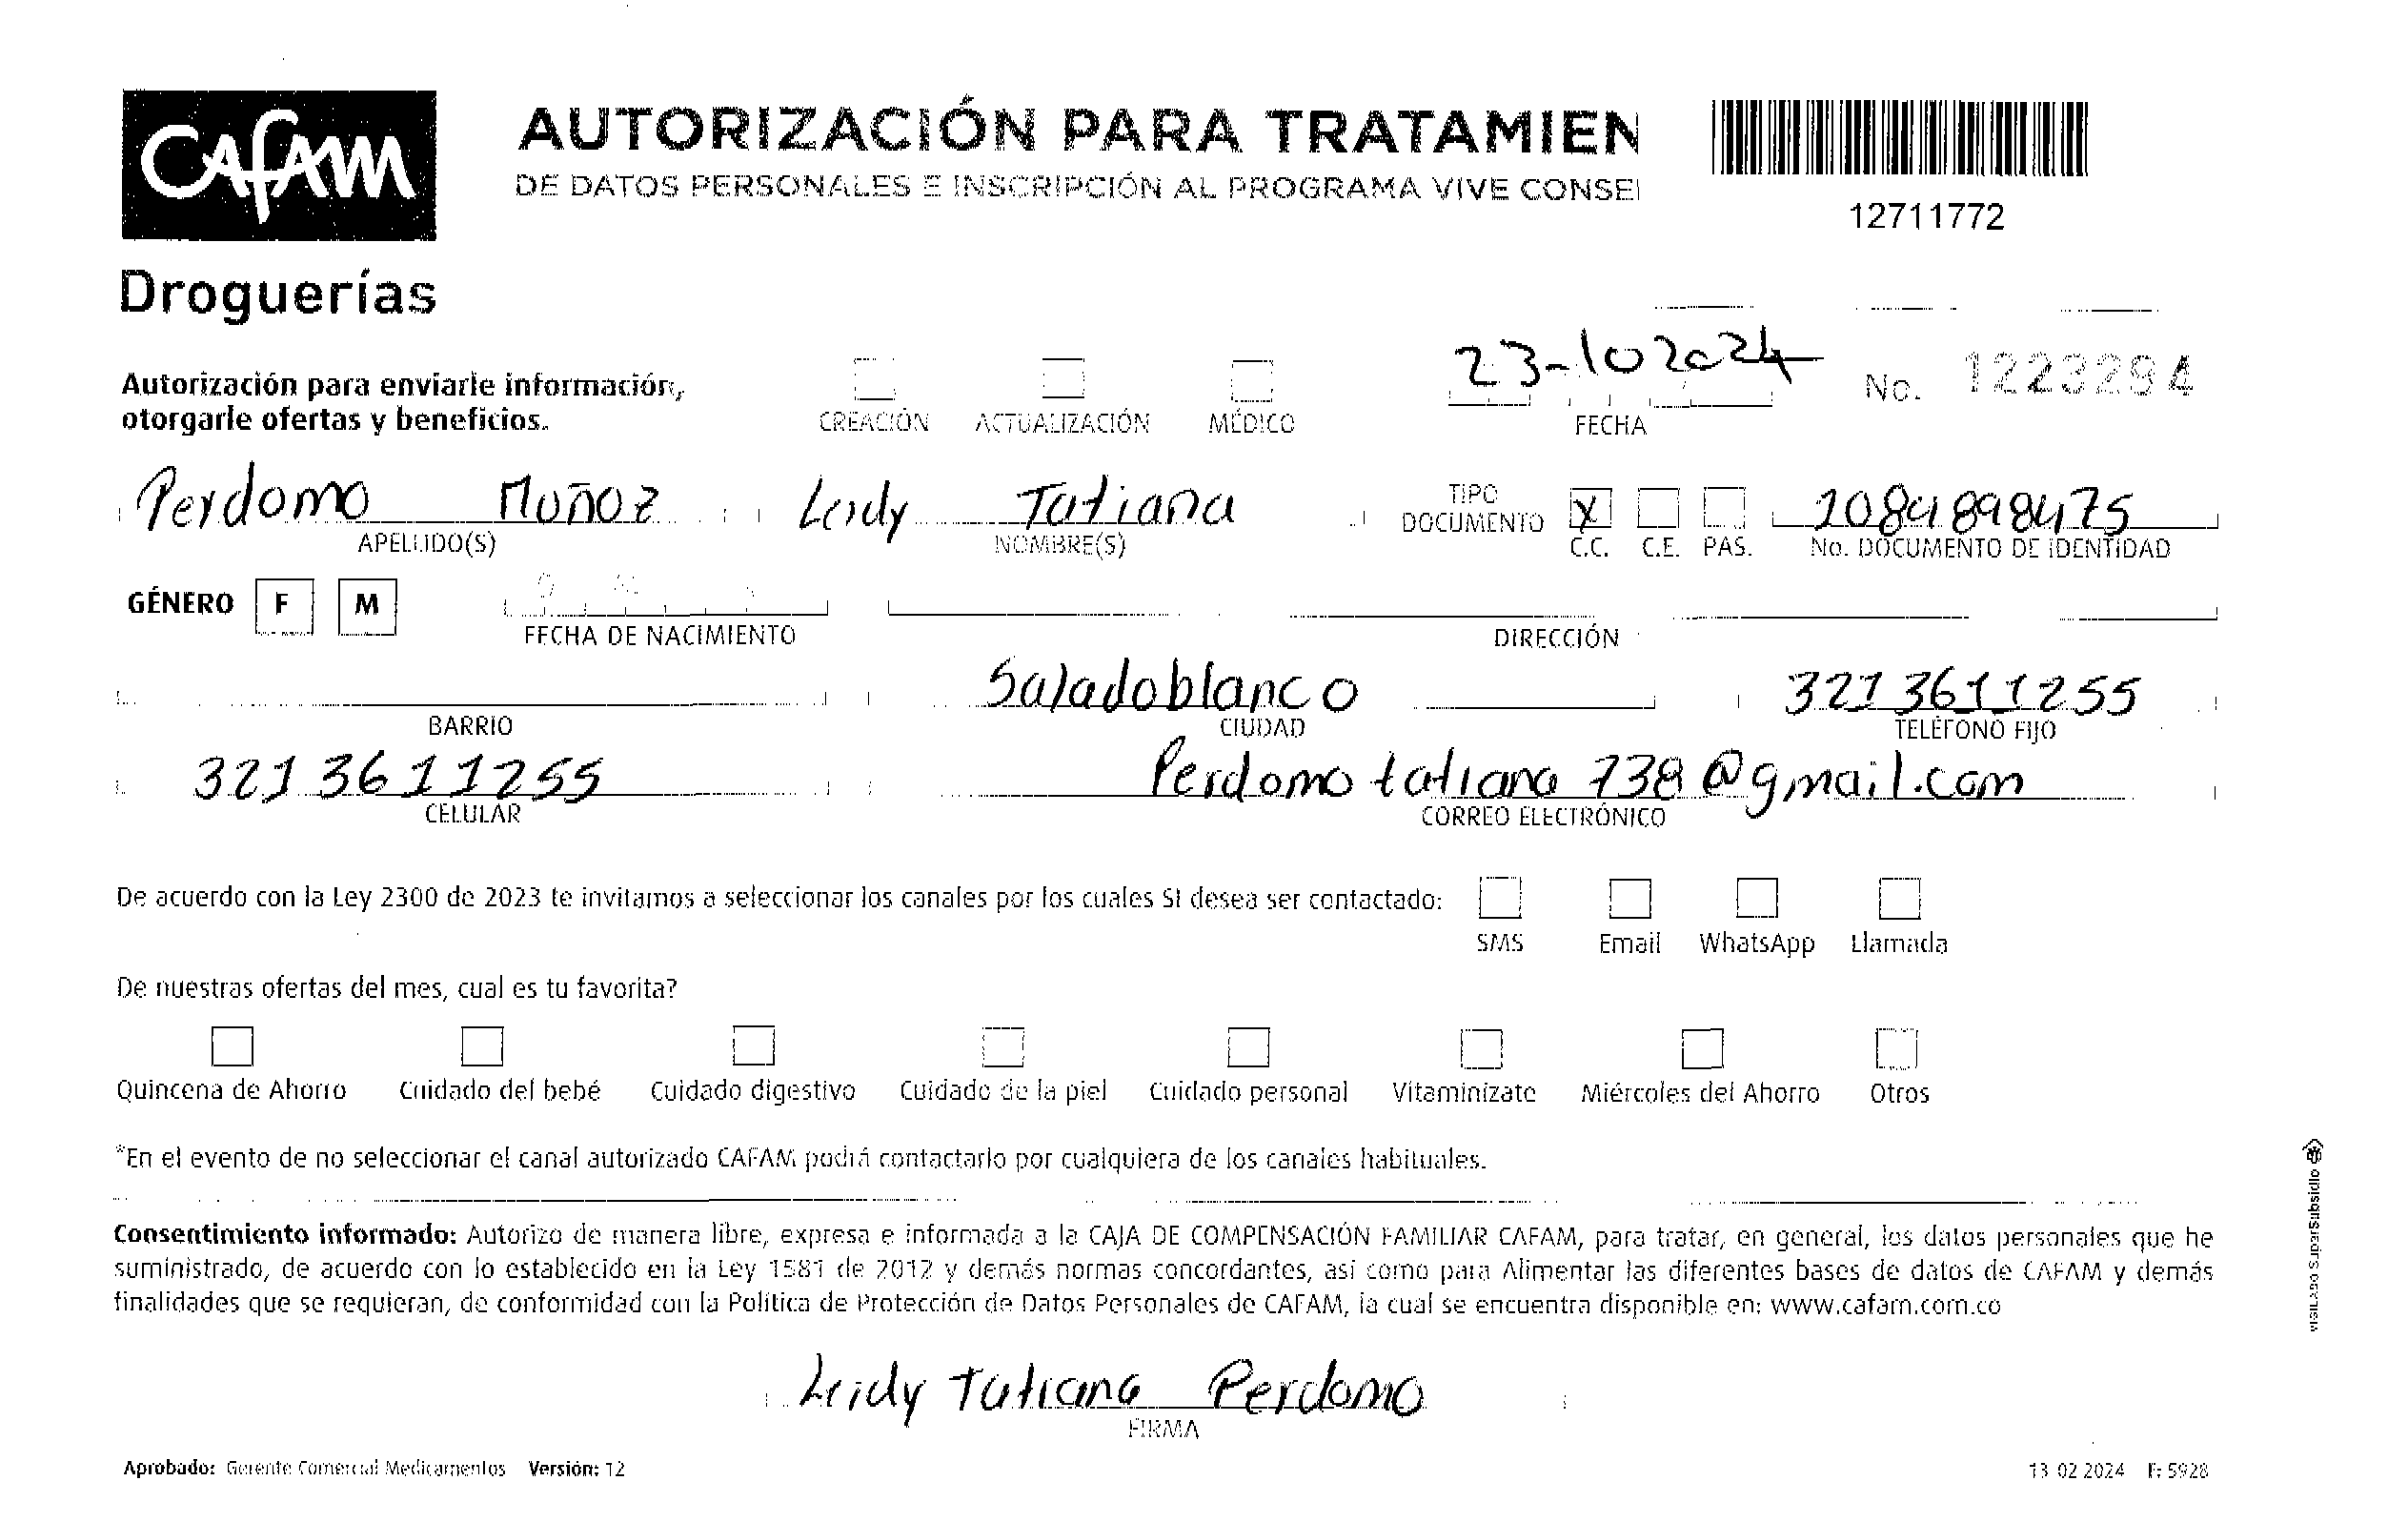 CAFAM
Droguerías
AUTORIZACIÓN PARA TRATAMIEN
DE DATOS PERSONALES E INSCRIPCIÓN AL PROGRAMA VIVE CONSE
12711772
Autorización para enviarle información,
otorgarle ofertas y beneficios.
CREACIÓN ACTUALIZACIÓN MÉDICO
23-10 2024
FECHA
No. 1223294
Perdomo Muñoz Leidy Tatiana
APELLIDO(S) NOMBRE(S)
TIPO DOCUMENTO X C.C. C.E. PAS.
1084898475
No. DOCUMENTO DE IDENTIDAD
GÉNERO F M
FECHA DE NACIMIENTO DIRECCIÓN
Saladoblanco 3213611255
BARRIO CIUDAD TELÉFONO FIJO
3213611255 Perdomo tatiana 738@gmail.com
CELULAR CORREO ELECTRÓNICO
De acuerdo con la Ley 2300 de 2023 te invitamos a seleccionar los canales por los cuales SI desea ser contactado:
SMS Email WhatsApp Llamada
De nuestras ofertas del mes, cual es tu favorita?
Quincena de Ahorro Cuidado del bebé Cuidado digestivo Cuidado de la piel Cuidado personal Vitaminízate Miércoles del Ahorro Otros
*En el evento de no seleccionar el canal autorizado CAFAM podrá contactarlo por cualquiera de los canales habituales.
Consentimiento informado: Autorizo de manera libre, expresa e informada a la CAJA DE COMPENSACIÓN FAMILIAR CAFAM, para tratar, en general, los datos personales que he
suministrado, de acuerdo con lo establecido en la Ley 1581 de 2012 y demás normas concordantes, así como para Alimentar las diferentes bases de datos de CAFAM y demás
finalidades que se requieran, de conformidad con la Política de Protección de Datos Personales de CAFAM, la cual se encuentra disponible en: www.cafam.com.co
Leidy Tatiana Perdomo
FIRMA
Aprobado: Gerente Comercial Medicamentos Versión: 12
13 02 2024 F: 5928
VIGILADO SuperSubsidio